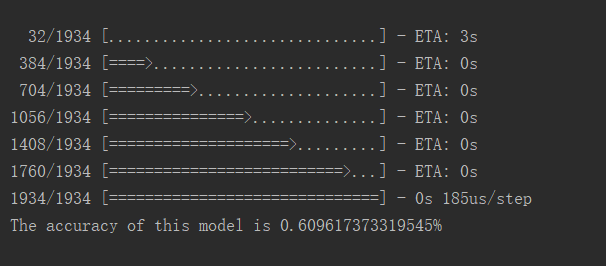 32/1934 [..............................] - ETA: 3s
384/1934 [====>.........................] - ETA: 0s
704/1934 [=========>....................] - ETA: 0s
1056/1934 [===============>..............] - ETA: 0s
1408/1934 [====================>.........] - ETA: 0s
1760/1934 [==========================>...] - ETA: 0s
1934/1934 [==============================] - 0s 185us/step
The accuracy of this model is 0.609617373319545%